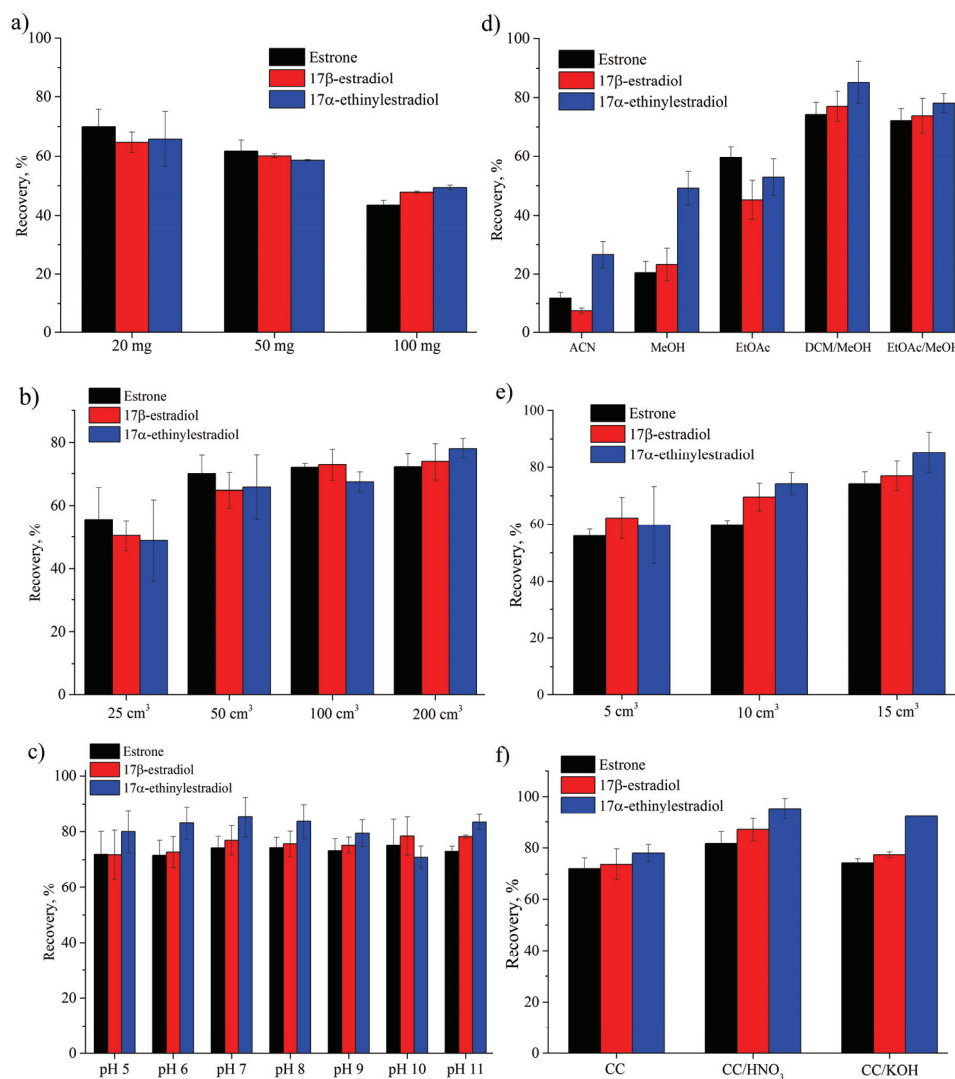 a)
100
80
60
40
20
0
Recovery, %
Estrone
17β-estradiol
17α-ethinylestradiol
20 mg
50 mg
100 mg
d)
100
80
60
40
20
0
Recovery, %
Estrone
17β-estradiol
17α-ethinylestradiol
ACN
MeOH
EtOAc
DCM/MeOH
EtOAc/MeOH
b)
80
60
40
20
0
Recovery, %
Estrone
17β-estradiol
17α-ethinylestradiol
25 cm³
50 cm³
100 cm³
200 cm³
e)
100
80
60
40
20
0
Recovery, %
Estrone
17β-estradiol
17α-ethinylestradiol
5 cm³
10 cm³
15 cm³
c)
100
80
60
40
20
0
Recovery, %
Estrone
17β-estradiol
17α-ethinylestradiol
pH 5
pH 6
pH 7
pH 8
pH 9
pH 10
pH 11
f)
100
80
60
40
20
0
Recovery, %
Estrone
17β-estradiol
17α-ethinylestradiol
CC
CC/HNO₃
CC/KOH